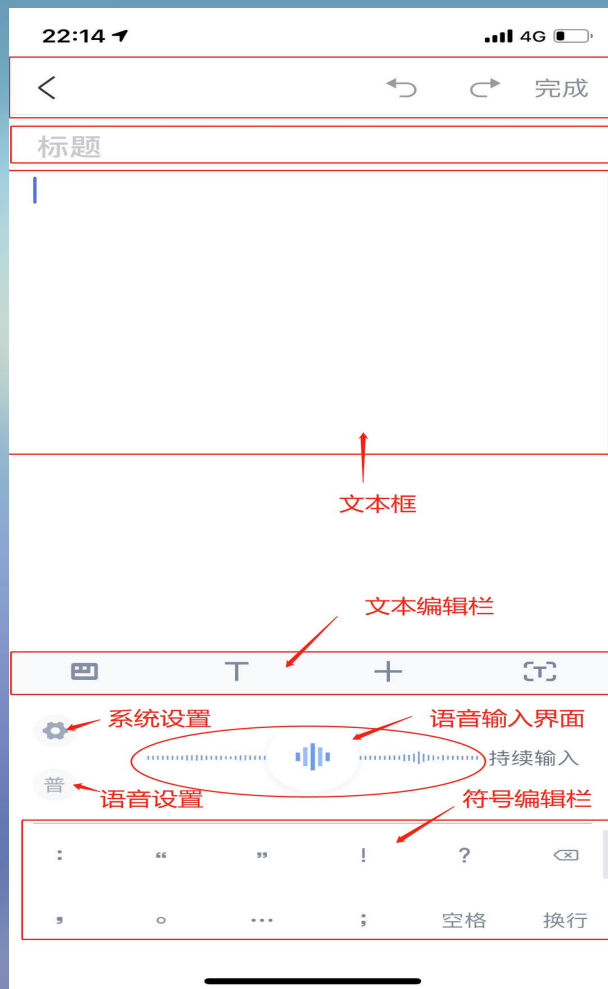 22:14 4G
完成
标题
文本框
文本编辑栏
T T
系统设置 语音输入界面
持续输入
普
语音设置 符号编辑栏
: “ ” ! ?
, 。 … ; 空格 换行